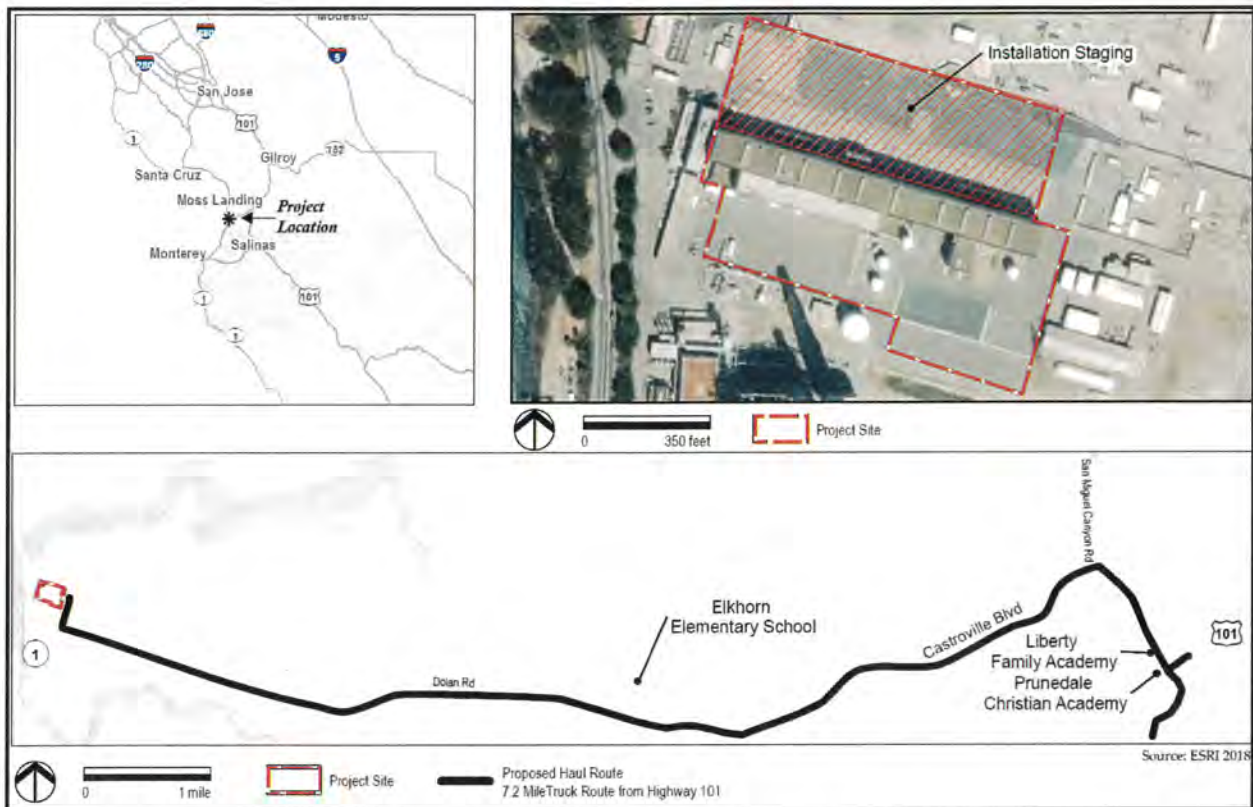 Modesto
680
280
5
San Jose
101
1
Gilroy
152
Santa Cruz
Moss Landing
Project
Location
Monterey
Salinas
1
101
1
Installation Staging
0
350 feet
Project Site
San Miguel Canyon Rd
Elkhorn
Elementary School
Castroville Blvd
101
Liberty
Family Academy
Prunedale
Christian Academy
1
Dolan Rd
Source: ESRI 2018
0
1 mile
Project Site
Proposed Haul Route
7.2 MileTruck Route from Highway 101